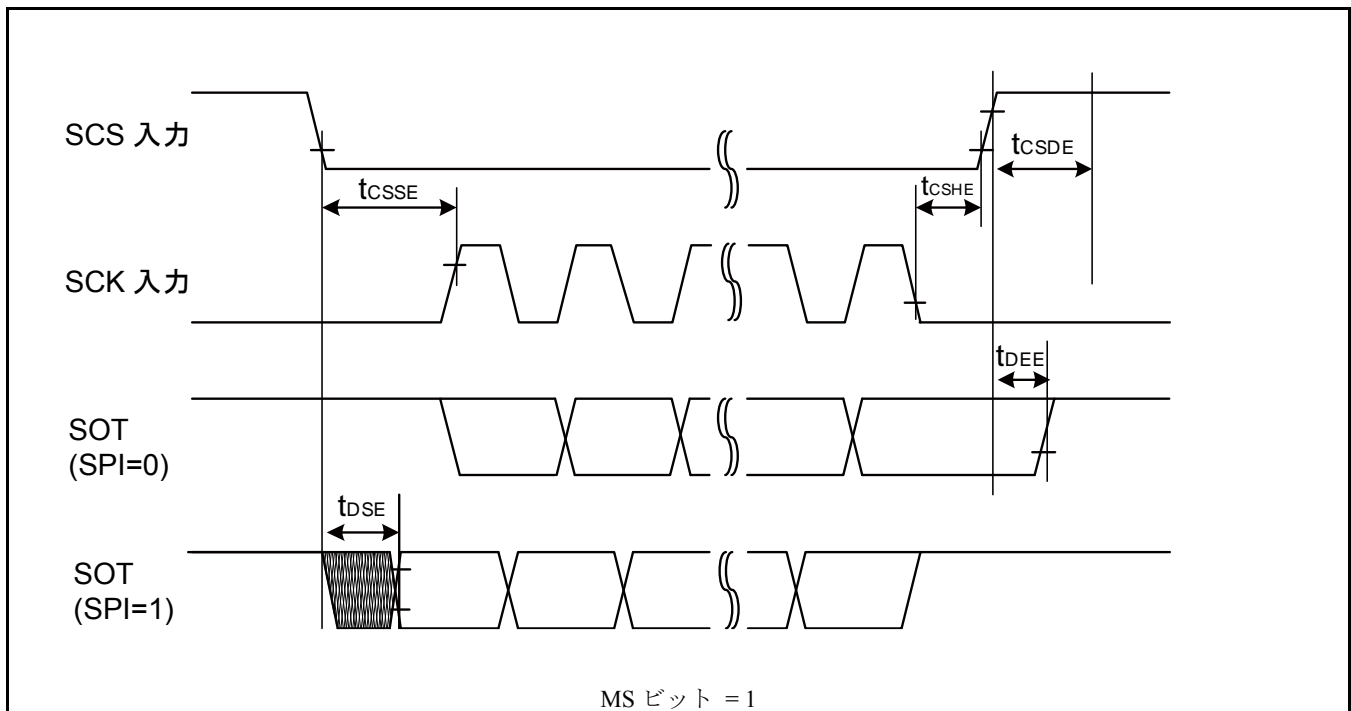 SCS 入力
tCSSE
tCSHE
tCSDE
SCK 入力
tDEE
SOT
(SPI=0)
tDSE
SOT
(SPI=1)
MS ビット = 1